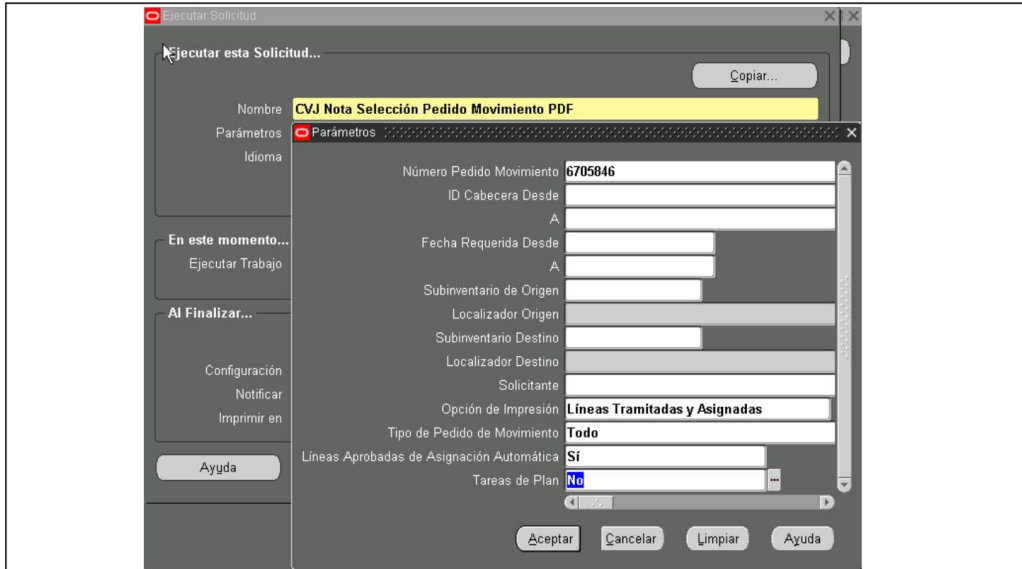 Ejecutar Solicitud
Ejecutar esta Solicitud...
Copiar...
Nombre CVJ Nota Selección Pedido Movimiento PDF
Parámetros
Idioma
Parámetros
Número Pedido Movimiento 6705846
ID Cabecera Desde
A
Fecha Requerida Desde
A
Subinventario de Origen
Localizador Origen
Subinventario Destino
Localizador Destino
Solicitante
Opción de Impresión Líneas Tramitadas y Asignadas
Tipo de Pedido de Movimiento Todo
Líneas Aprobadas de Asignación Automática Sí
Tareas de Plan No
En este momento...
Ejecutar Trabajo
Al Finalizar...
Configuración
Notificar
Imprimir en
Ayuda
Aceptar Cancelar Limpiar Ayuda